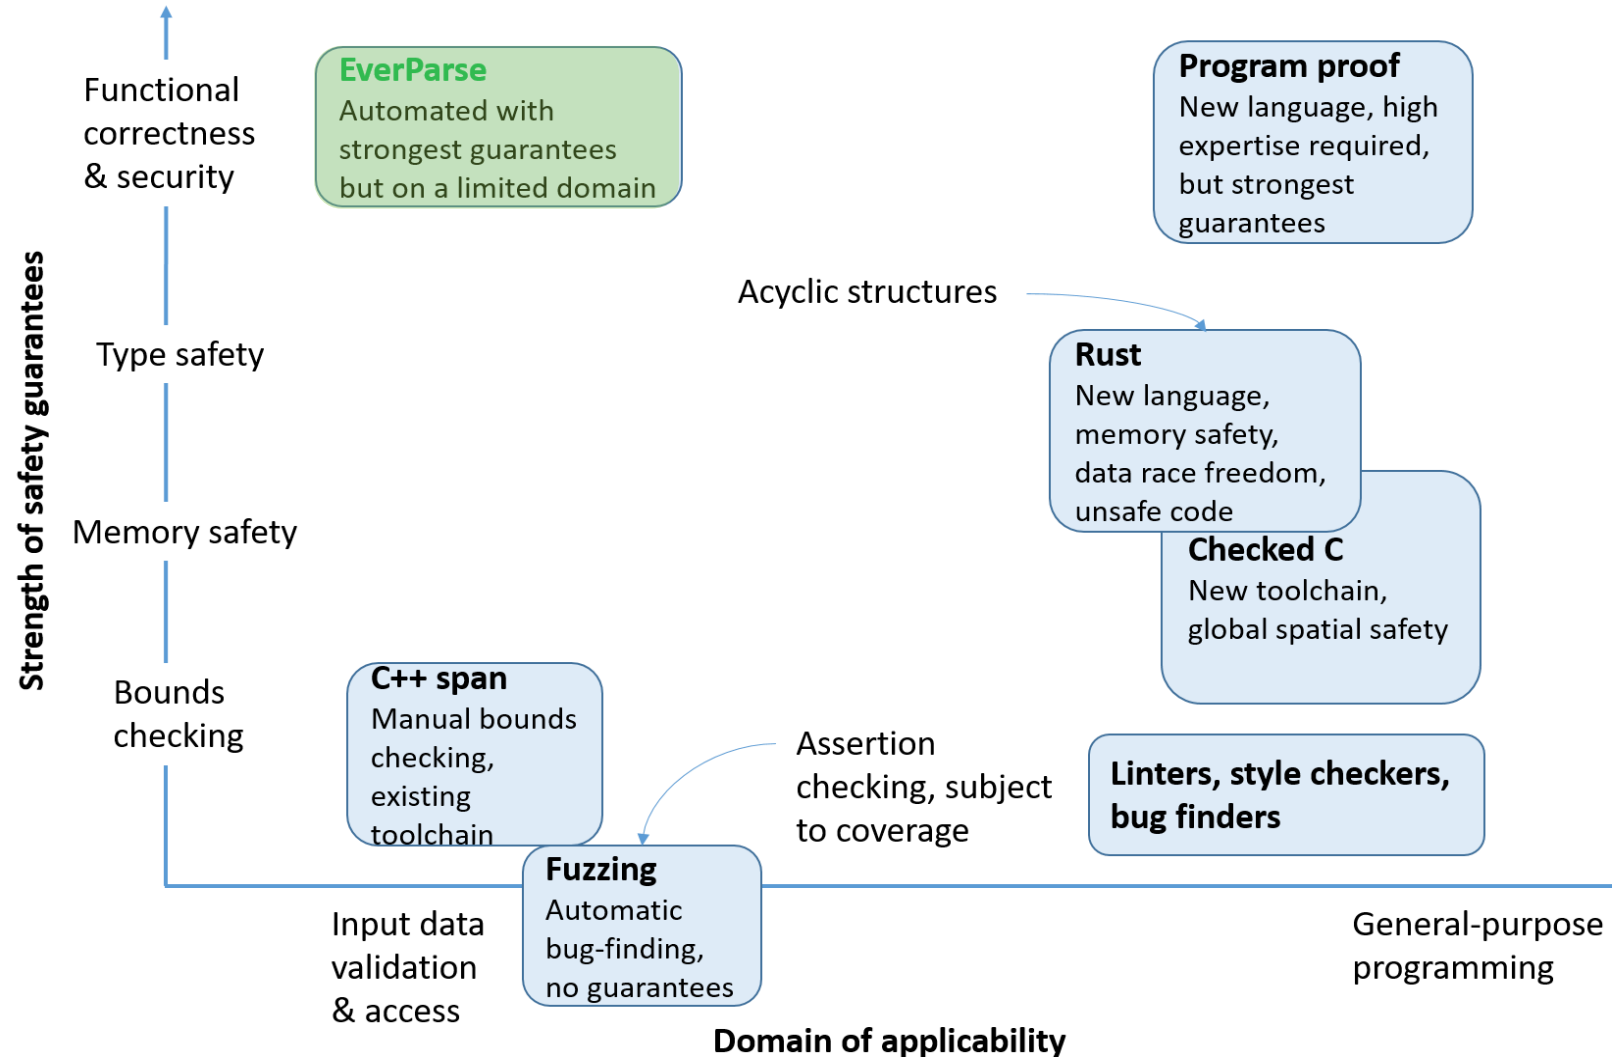 Functional
correctness
& security
EverParse
Automated with
strongest guarantees
but on a limited domain
Program proof
New language, high
expertise required,
but strongest
guarantees
Strength of safety guarantees
Acyclic structures
Type safety
Rust
New language,
memory safety,
data race freedom,
unsafe code
Memory safety
Checked C
New toolchain,
global spatial safety
Bounds
checking
C++ span
Manual bounds
checking,
existing
toolchain
Assertion
checking, subject
to coverage
Linters, style checkers,
bug finders
Fuzzing
Automatic
bug-finding,
no guarantees
Input data
validation
& access
General-purpose
programming
Domain of applicability